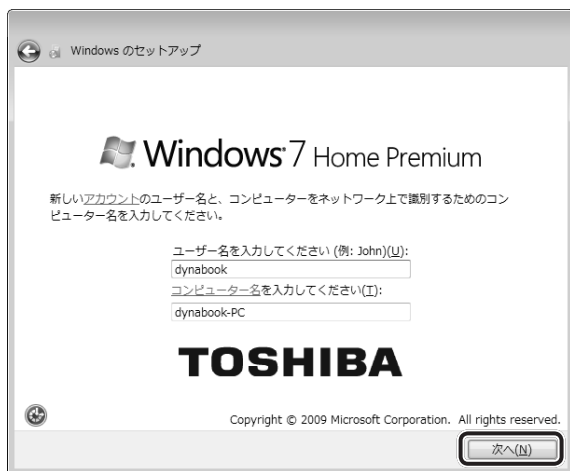 Windows のセットアップ
Windows 7 Home Premium
新しいアカウントのユーザー名と、コンピューターをネットワーク上で識別するためのコン
ピューター名を入力してください。
ユーザー名を入力してください (例: John)(U):
dynabook
コンピューター名を入力してください(T):
dynabook-PC
TOSHIBA
Copyright © 2009 Microsoft Corporation. All rights reserved.
次へ(N)